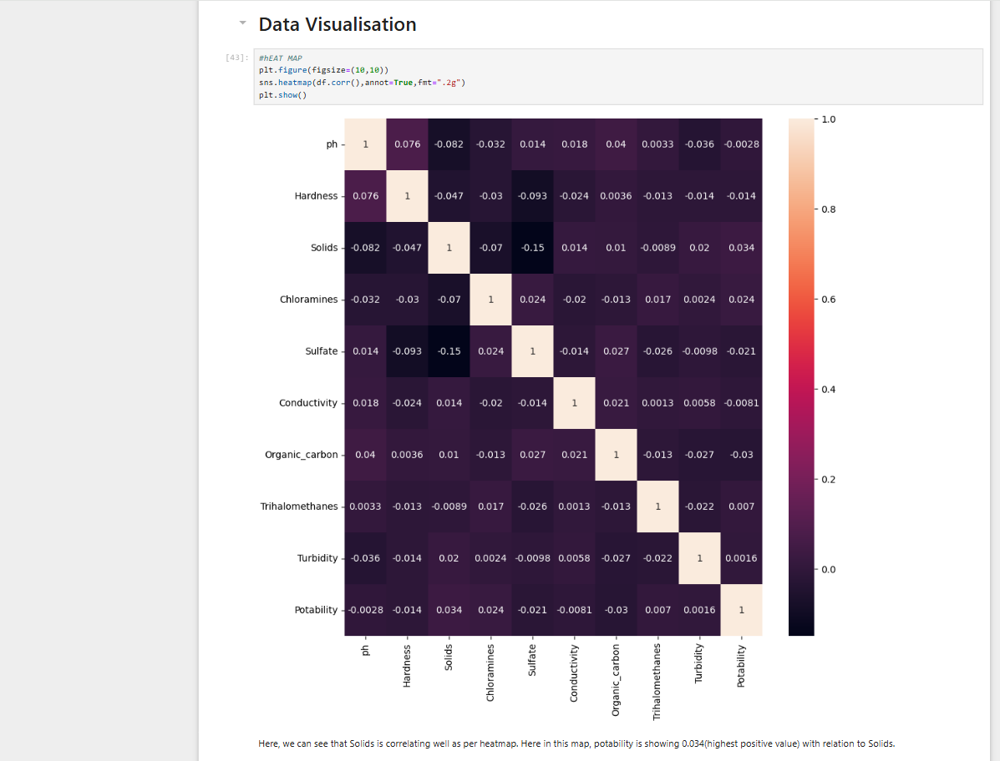 Data Visualisation
[43]: #hEAT MAP
plt.figure(figsize=(10,10))
sns.heatmap(df.corr(),annot=True,fmt=".2g")
plt.show()
ph 1 0.076 -0.082 -0.032 0.014 0.018 0.04 0.0033 -0.036 -0.0028
Hardness 0.076 1 -0.047 -0.03 -0.093 -0.024 0.0036 -0.013 -0.014 -0.014
Solids -0.082 -0.047 1 -0.07 -0.15 0.014 0.01 -0.0089 0.02 0.034
Chloramines -0.032 -0.03 -0.07 1 0.024 -0.02 -0.013 0.017 0.0024 0.024
Sulfate 0.014 -0.093 -0.15 0.024 1 -0.014 0.027 -0.026 -0.0098 -0.021
Conductivity 0.018 -0.024 0.014 -0.02 -0.014 1 0.021 0.0013 0.0058 -0.0081
Organic_carbon 0.04 0.0036 0.01 -0.013 0.027 0.021 1 -0.013 -0.027 -0.03
Trihalomethanes 0.0033 -0.013 -0.0089 0.017 -0.026 0.0013 -0.013 1 -0.022 0.007
Turbidity -0.036 -0.014 0.02 0.0024 -0.0098 0.0058 -0.027 -0.022 1 0.0016
Potability -0.0028 -0.014 0.034 0.024 -0.021 -0.0081 -0.03 0.007 0.0016 1
ph Hardness Solids Chloramines Sulfate Conductivity Organic_carbon Trihalomethanes Turbidity Potability
1.0
0.8
0.6
0.4
0.2
0.0
Here, we can see that Solids is correlating well as per heatmap. Here in this map, potability is showing 0.034(highest positive value) with relation to Solids.